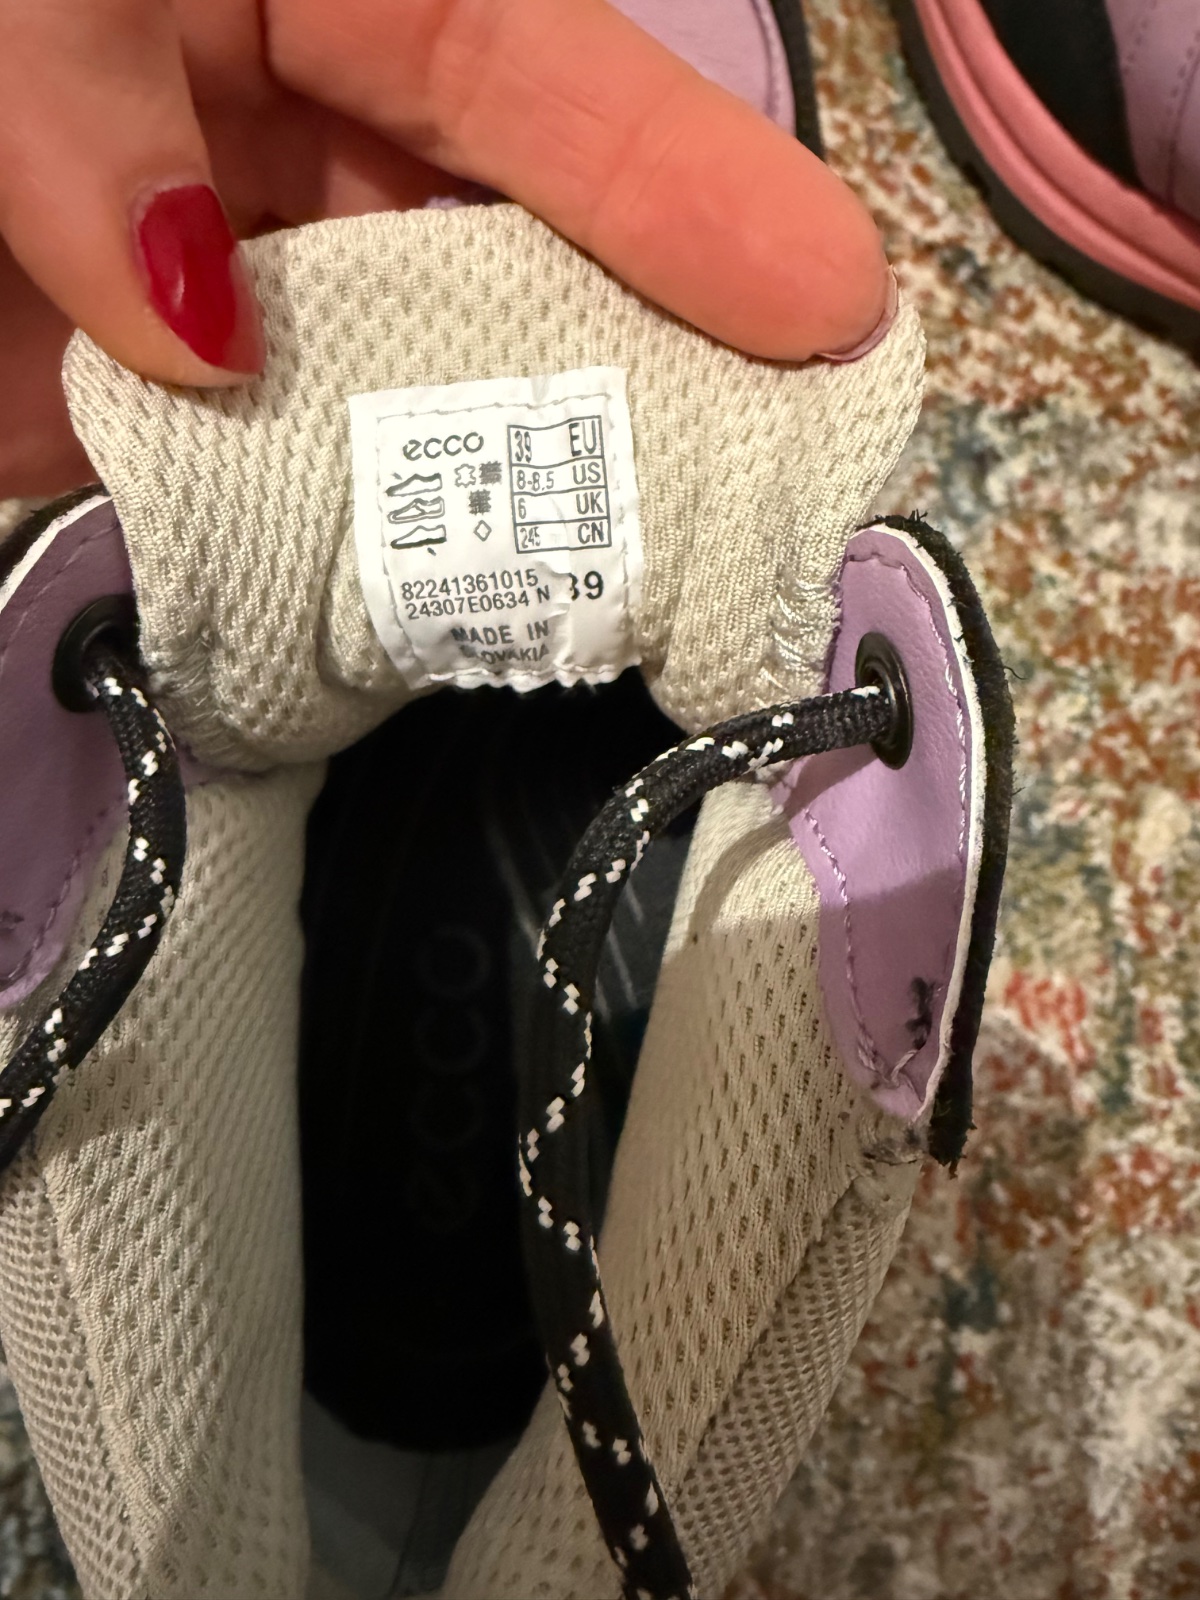 ecco
39 EU
8-8.5 US
6 UK
245 CN
82241361015 39
24307E0634 N
MADE IN
SLOVAKIA
ecco